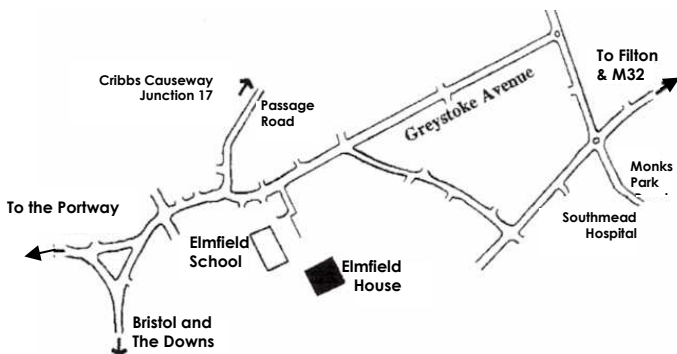 To Filton
& M32
Cribbs Causeway
Junction 17
Passage
Road
Greystoke Avenue
Monks
Park
To the Portway
Southmead
Hospital
Elmfield
School
Elmfield
House
Bristol and
The Downs